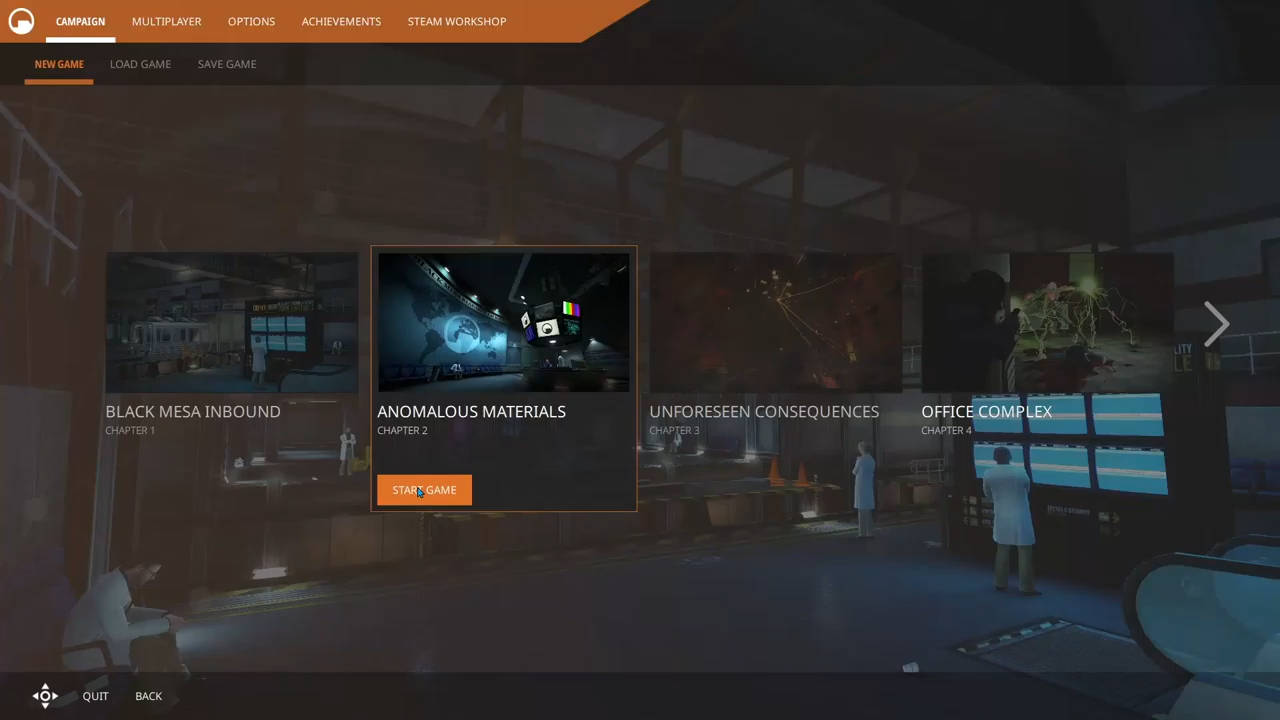 CAMPAIGN MULTIPLAYER OPTIONS ACHIEVEMENTS STEAM WORKSHOP
NEW GAME LOAD GAME SAVE GAME
BLACK MESA INBOUND
CHAPTER 1
ANOMALOUS MATERIALS
CHAPTER 2
START GAME
UNFORESEEN CONSEQUENCES
CHAPTER 3
OFFICE COMPLEX
CHAPTER 4
QUIT BACK